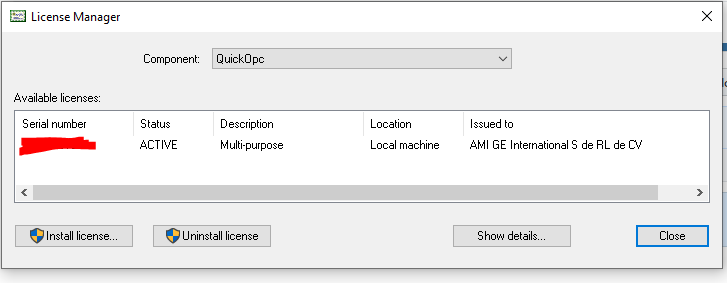 License Manager
Component: QuickOpc
Available licenses:
Serial number Status Description Location Issued to
ACTIVE Multi-purpose Local machine AMI GE International S de RL de CV
Install license... Uninstall license Show details... Close